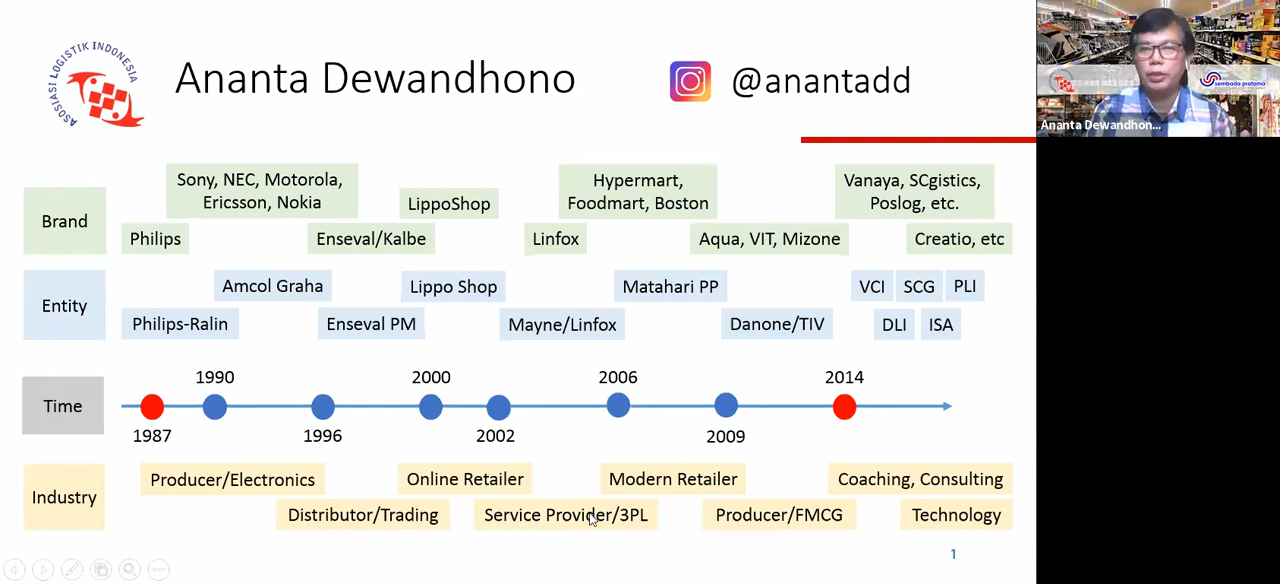 ASOSIASI LOGISTIK INDONESIA
Ananta Dewandhono
@anantadd
sembada pratama
Ananta Dewandhon...
Brand
Sony, NEC, Motorola,
Ericsson, Nokia
LippoShop
Hypermart,
Foodmart, Boston
Vanaya, SCgistics,
Poslog, etc.
Philips
Enseval/Kalbe
Linfox
Aqua, VIT, Mizone
Creatio, etc
Entity
Amcol Graha
Lippo Shop
Matahari PP
VCI
SCG
PLI
Philips-Ralin
Enseval PM
Mayne/Linfox
Danone/TIV
DLI
ISA
Time
1990
2000
2006
2014
1987
1996
2002
2009
Industry
Producer/Electronics
Online Retailer
Modern Retailer
Coaching, Consulting
Distributor/Trading
Service Provider/3PL
Producer/FMCG
Technology
1